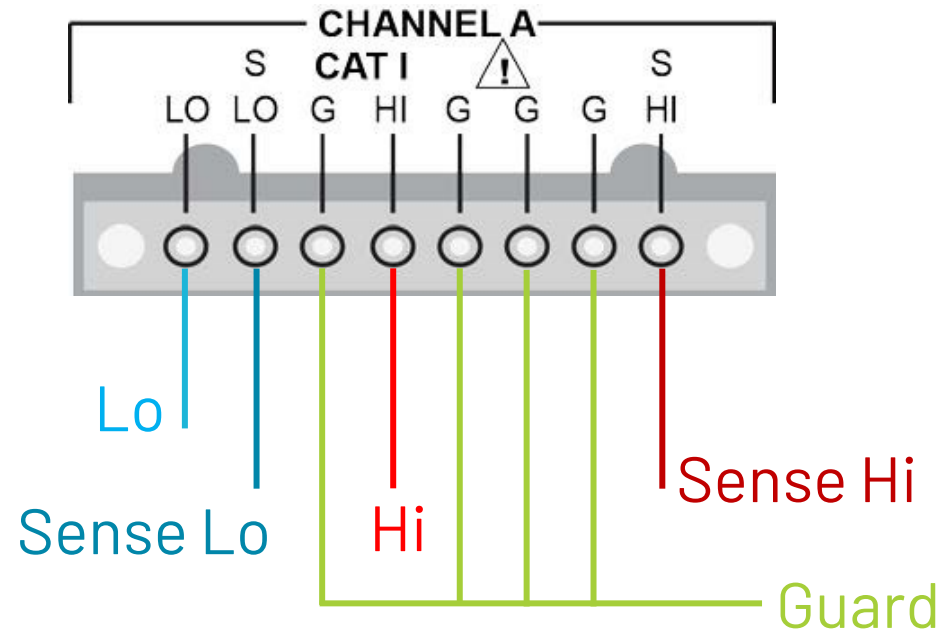 CHANNEL A
CAT I
S S
LO LO G HI G G G HI
Lo
Sense Hi
Sense Lo
Hi
Guard